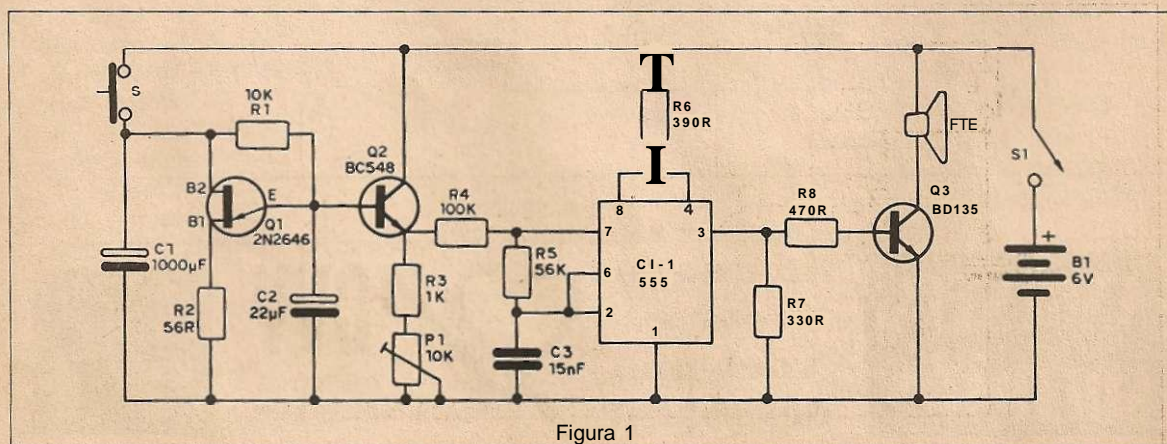 S
10K
R1
B2
B1
E
Q1
2N2646
C1
1000µF
R2
56R
C2
22µF
Q2
BC548
R3
1K
P1
10K
R4
100K
R5
56K
C3
15nF
R6
390R
8
4
7
6
2
3
1
CI-1
555
R8
470R
R7
330R
FTE
Q3
BD135
S1
+
B1
6V
Figura 1